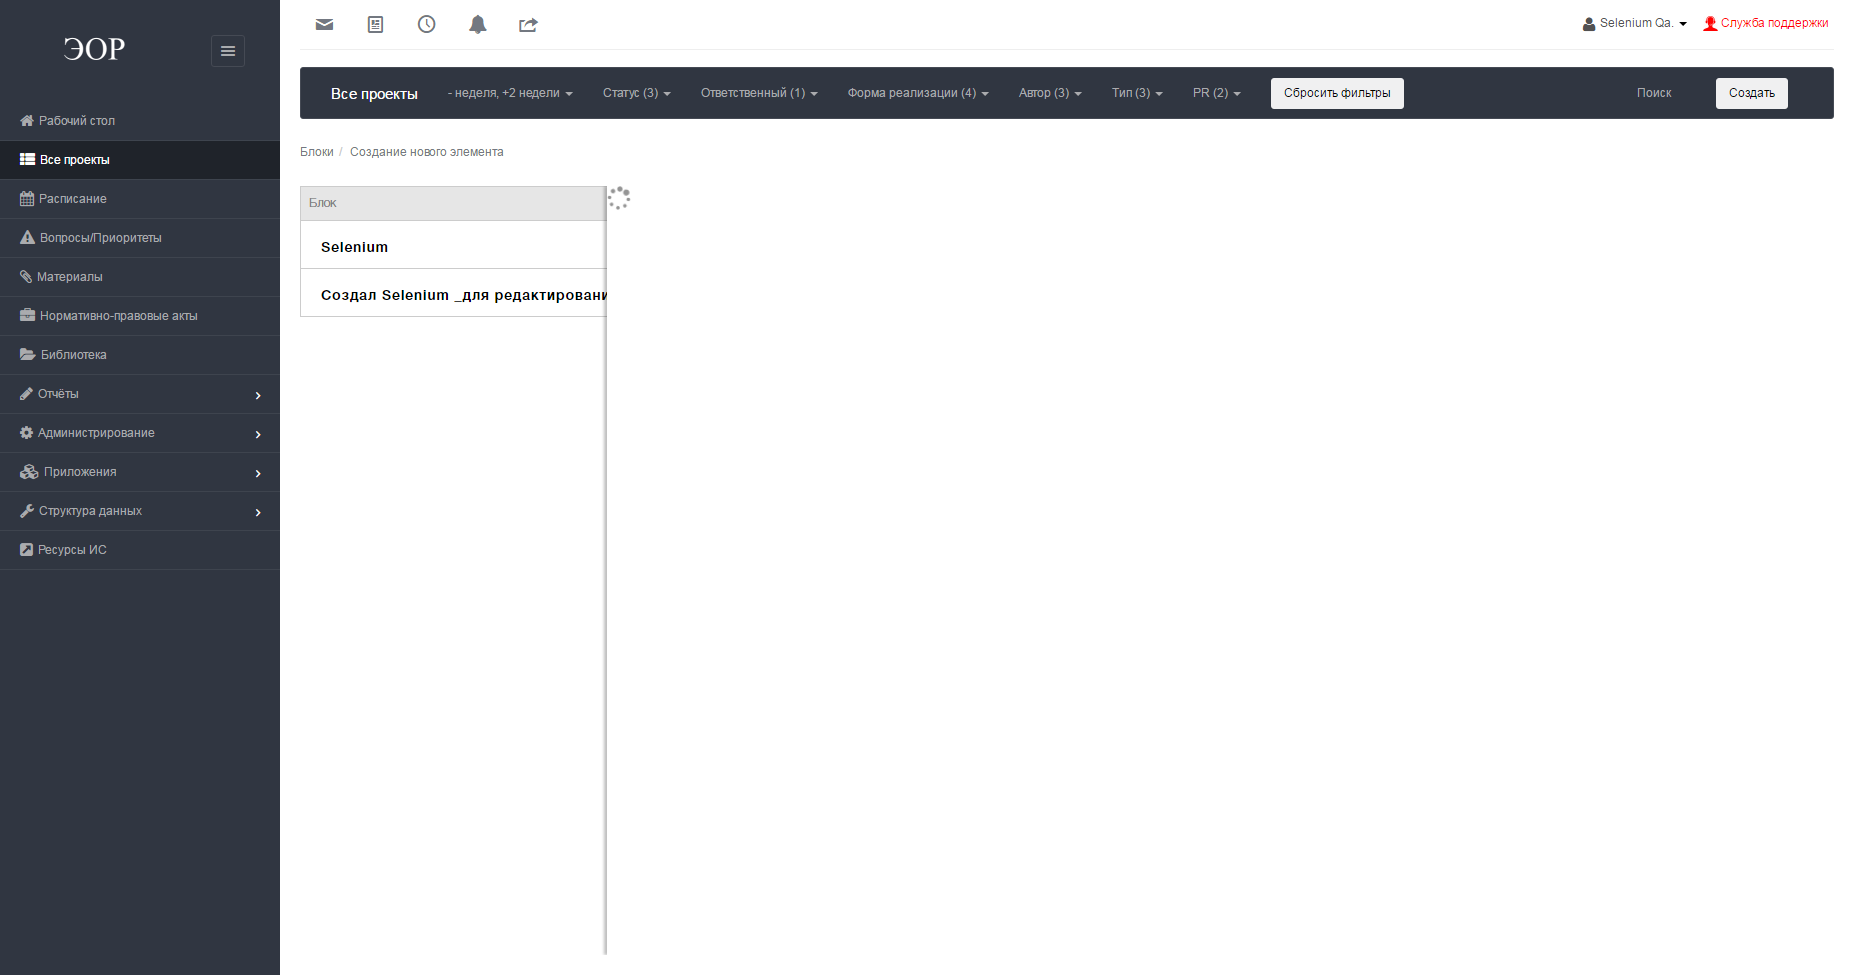 ЭОР
Рабочий стол
Все проекты
Расписание
Вопросы/Приоритеты
Материалы
Нормативно-правовые акты
Библиотека
Отчёты
Администрирование
Приложения
Структура данных
Ресурсы ИС
Selenium Qa. Служба поддержки
Все проекты - неделя, +2 недели Статус (3) Ответственный (1) Форма реализации (4) Автор (3) Тип (3) PR (2) Сбросить фильтры Поиск Создать
Блоки / Создание нового элемента
Блок
Selenium
Создал Selenium _для редактировани